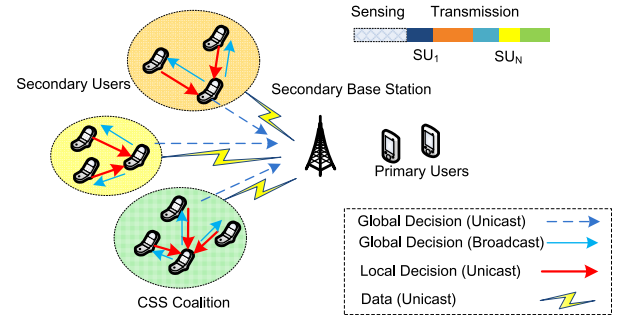 Sensing Transmission
SU1 SUN
Secondary Users
Secondary Base Station
Primary Users
CSS Coalition
Global Decision (Unicast)
Global Decision (Broadcast)
Local Decision (Unicast)
Data (Unicast)